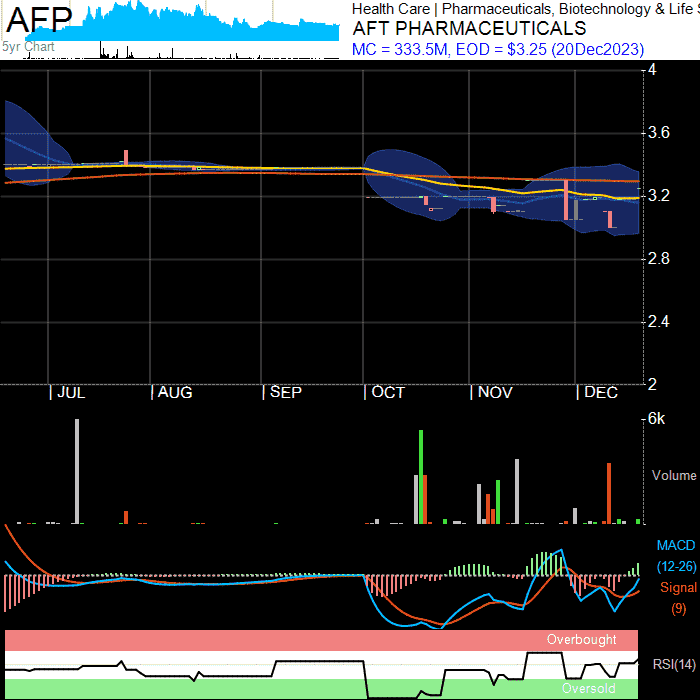 AFP
5yr Chart
Health Care | Pharmaceuticals, Biotechnology & Life S
AFT PHARMACEUTICALS
MC = 333.5M, EOD = $3.25 (20Dec2023)
4
3.6
3.2
2.8
2.4
2
JUL AUG SEP OCT NOV DEC
6k
Volume
MACD
(12-26)
Signal
(9)
Overbought
RSI(14)
Oversold